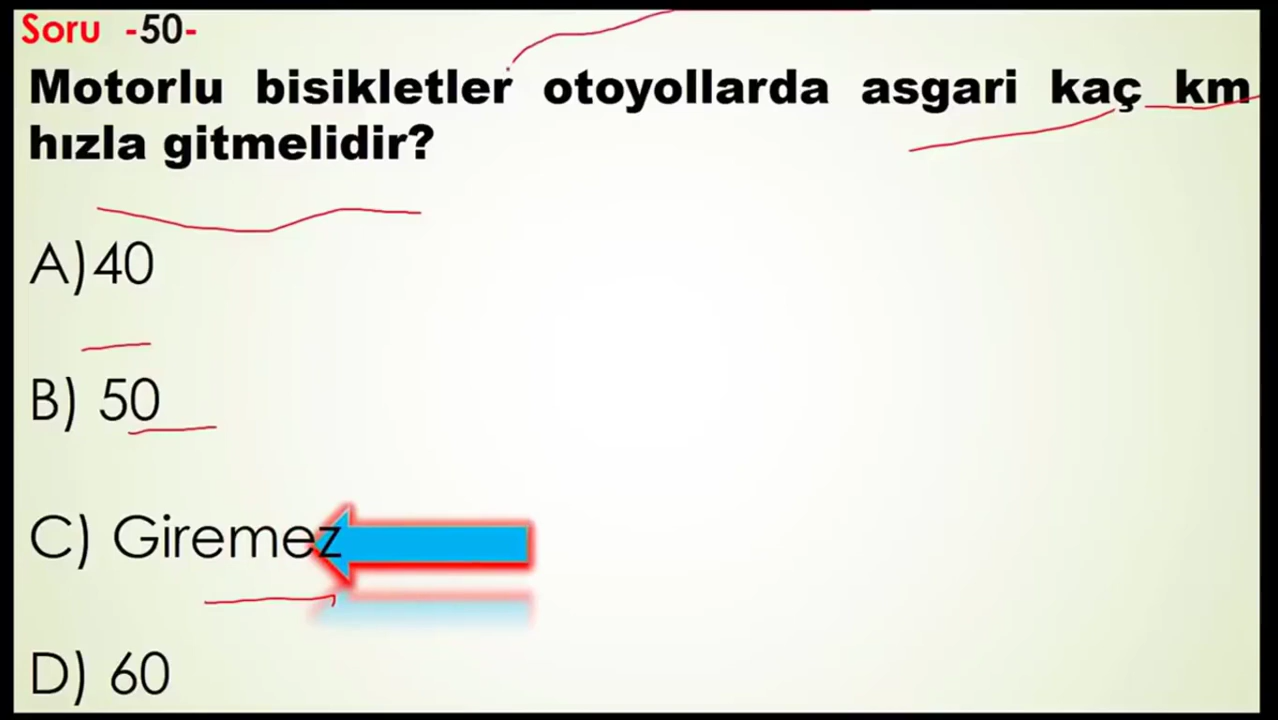 Soru -50-
Motorlu bisikletler otoyollarda asgari kaç km
hızla gitmelidir?
A)40
B) 50
C) Giremez
D) 60